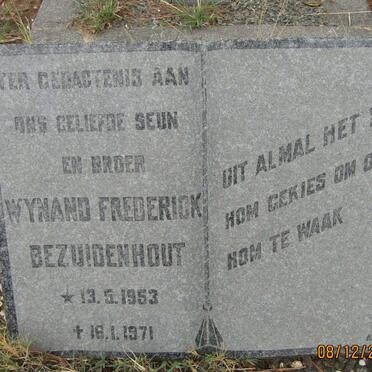 TER GEDAGTENIS AAN
ONS GELIEFDE SEUN
EN BROER
WYNAND FREDERICK
BEZUIDENHOUT
* 13.5.1953
† 16.1.1971
UIT ALMAL HET
HOM GEKIES OM
HOM TE WAAK
08/12/2